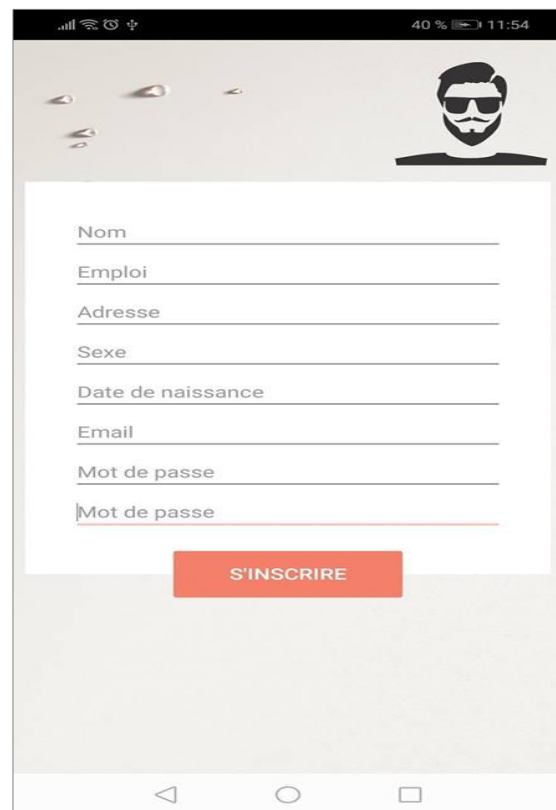 40 % 11:54
Nom
Emploi
Adresse
Sexe
Date de naissance
Email
Mot de passe
Mot de passe
S'INSCRIRE